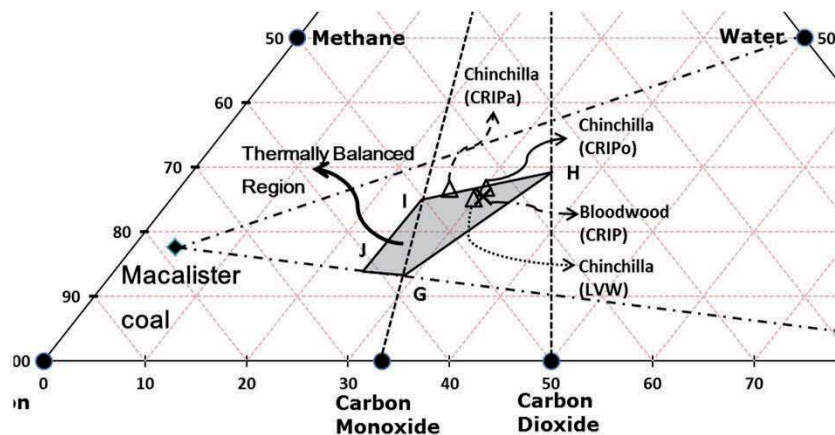 50
Methane
Water
50
Chinchilla
(CRIPa)
60
Chinchilla
(CRIPo)
Thermally Balanced
Region
70
I
H
Bloodwood
(CRIP)
80
J
Chinchilla
(LVW)
Macalister
coal
G
90
00
0
10
30
40
50
60
70
on
Carbon
Monoxide
Carbon
Dioxide